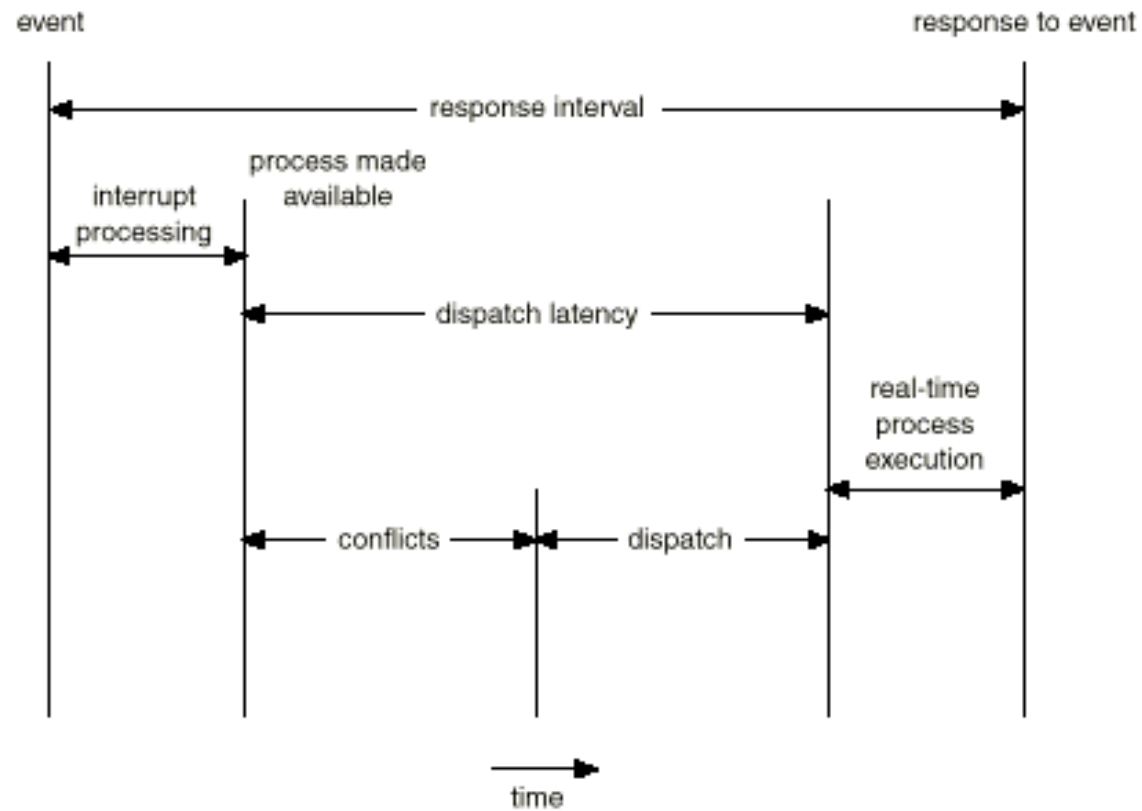 event
response to event
response interval
process made
available
interrupt
processing
dispatch latency
real-time
process
execution
conflicts
dispatch
time